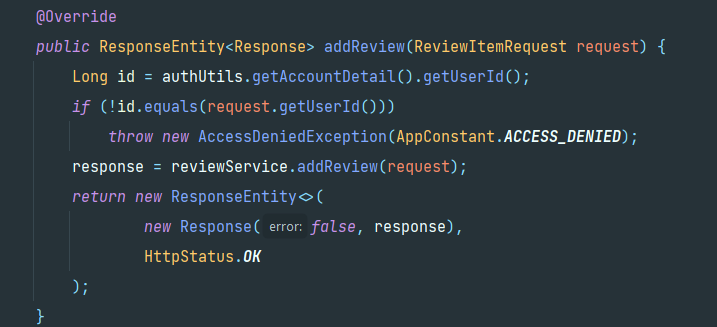 @Override
public ResponseEntity<Response> addReview(ReviewItemRequest request) {
Long id = authUtils.getAccountDetail().getUserId();
if (!id.equals(request.getUserId()))
throw new AccessDeniedException(AppConstant.ACCESS_DENIED);
response = reviewService.addReview(request);
return new ResponseEntity<>(
new Response( error: false, response),
HttpStatus.OK
);
}